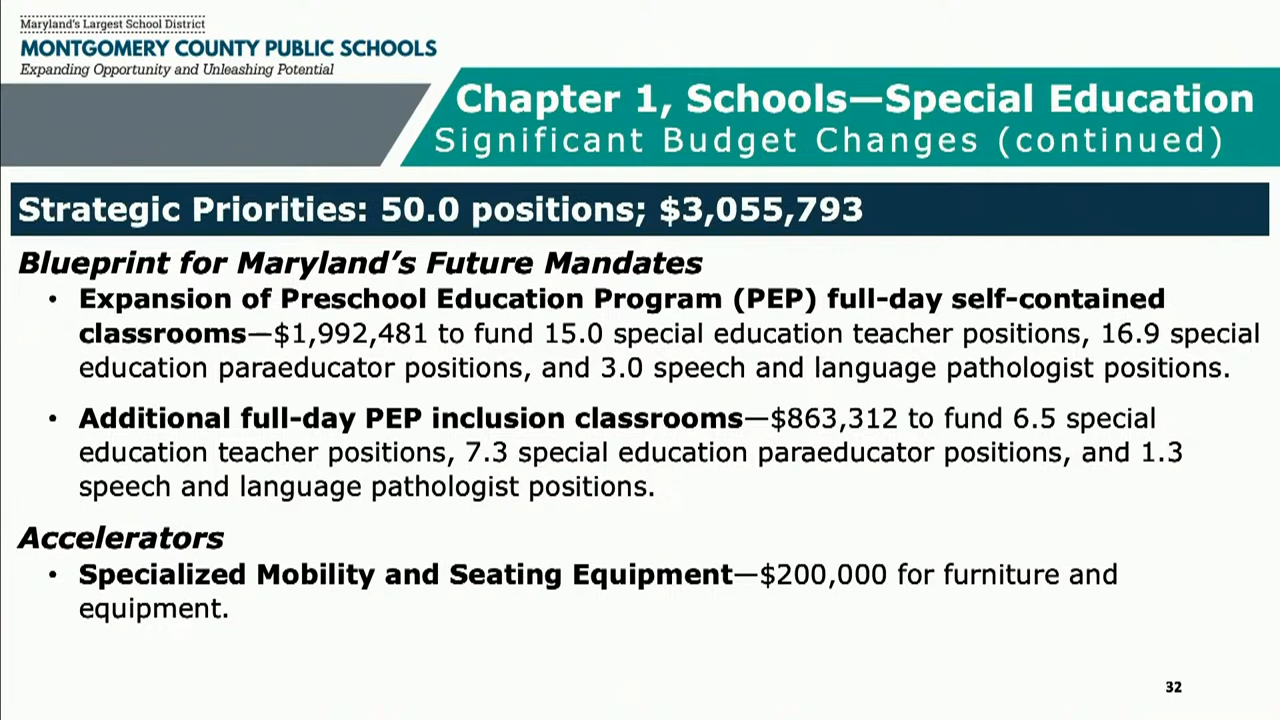 Maryland's Largest School District
MONTGOMERY COUNTY PUBLIC SCHOOLS
Expanding Opportunity and Unleashing Potential
Chapter 1, Schools—Special Education
Significant Budget Changes (continued)
Strategic Priorities: 50.0 positions; $3,055,793
Blueprint for Maryland's Future Mandates
• Expansion of Preschool Education Program (PEP) full-day self-contained
classrooms—$1,992,481 to fund 15.0 special education teacher positions, 16.9 special
education paraeducator positions, and 3.0 speech and language pathologist positions.
• Additional full-day PEP inclusion classrooms—$863,312 to fund 6.5 special
education teacher positions, 7.3 special education paraeducator positions, and 1.3
speech and language pathologist positions.
Accelerators
• Specialized Mobility and Seating Equipment—$200,000 for furniture and
equipment.
32